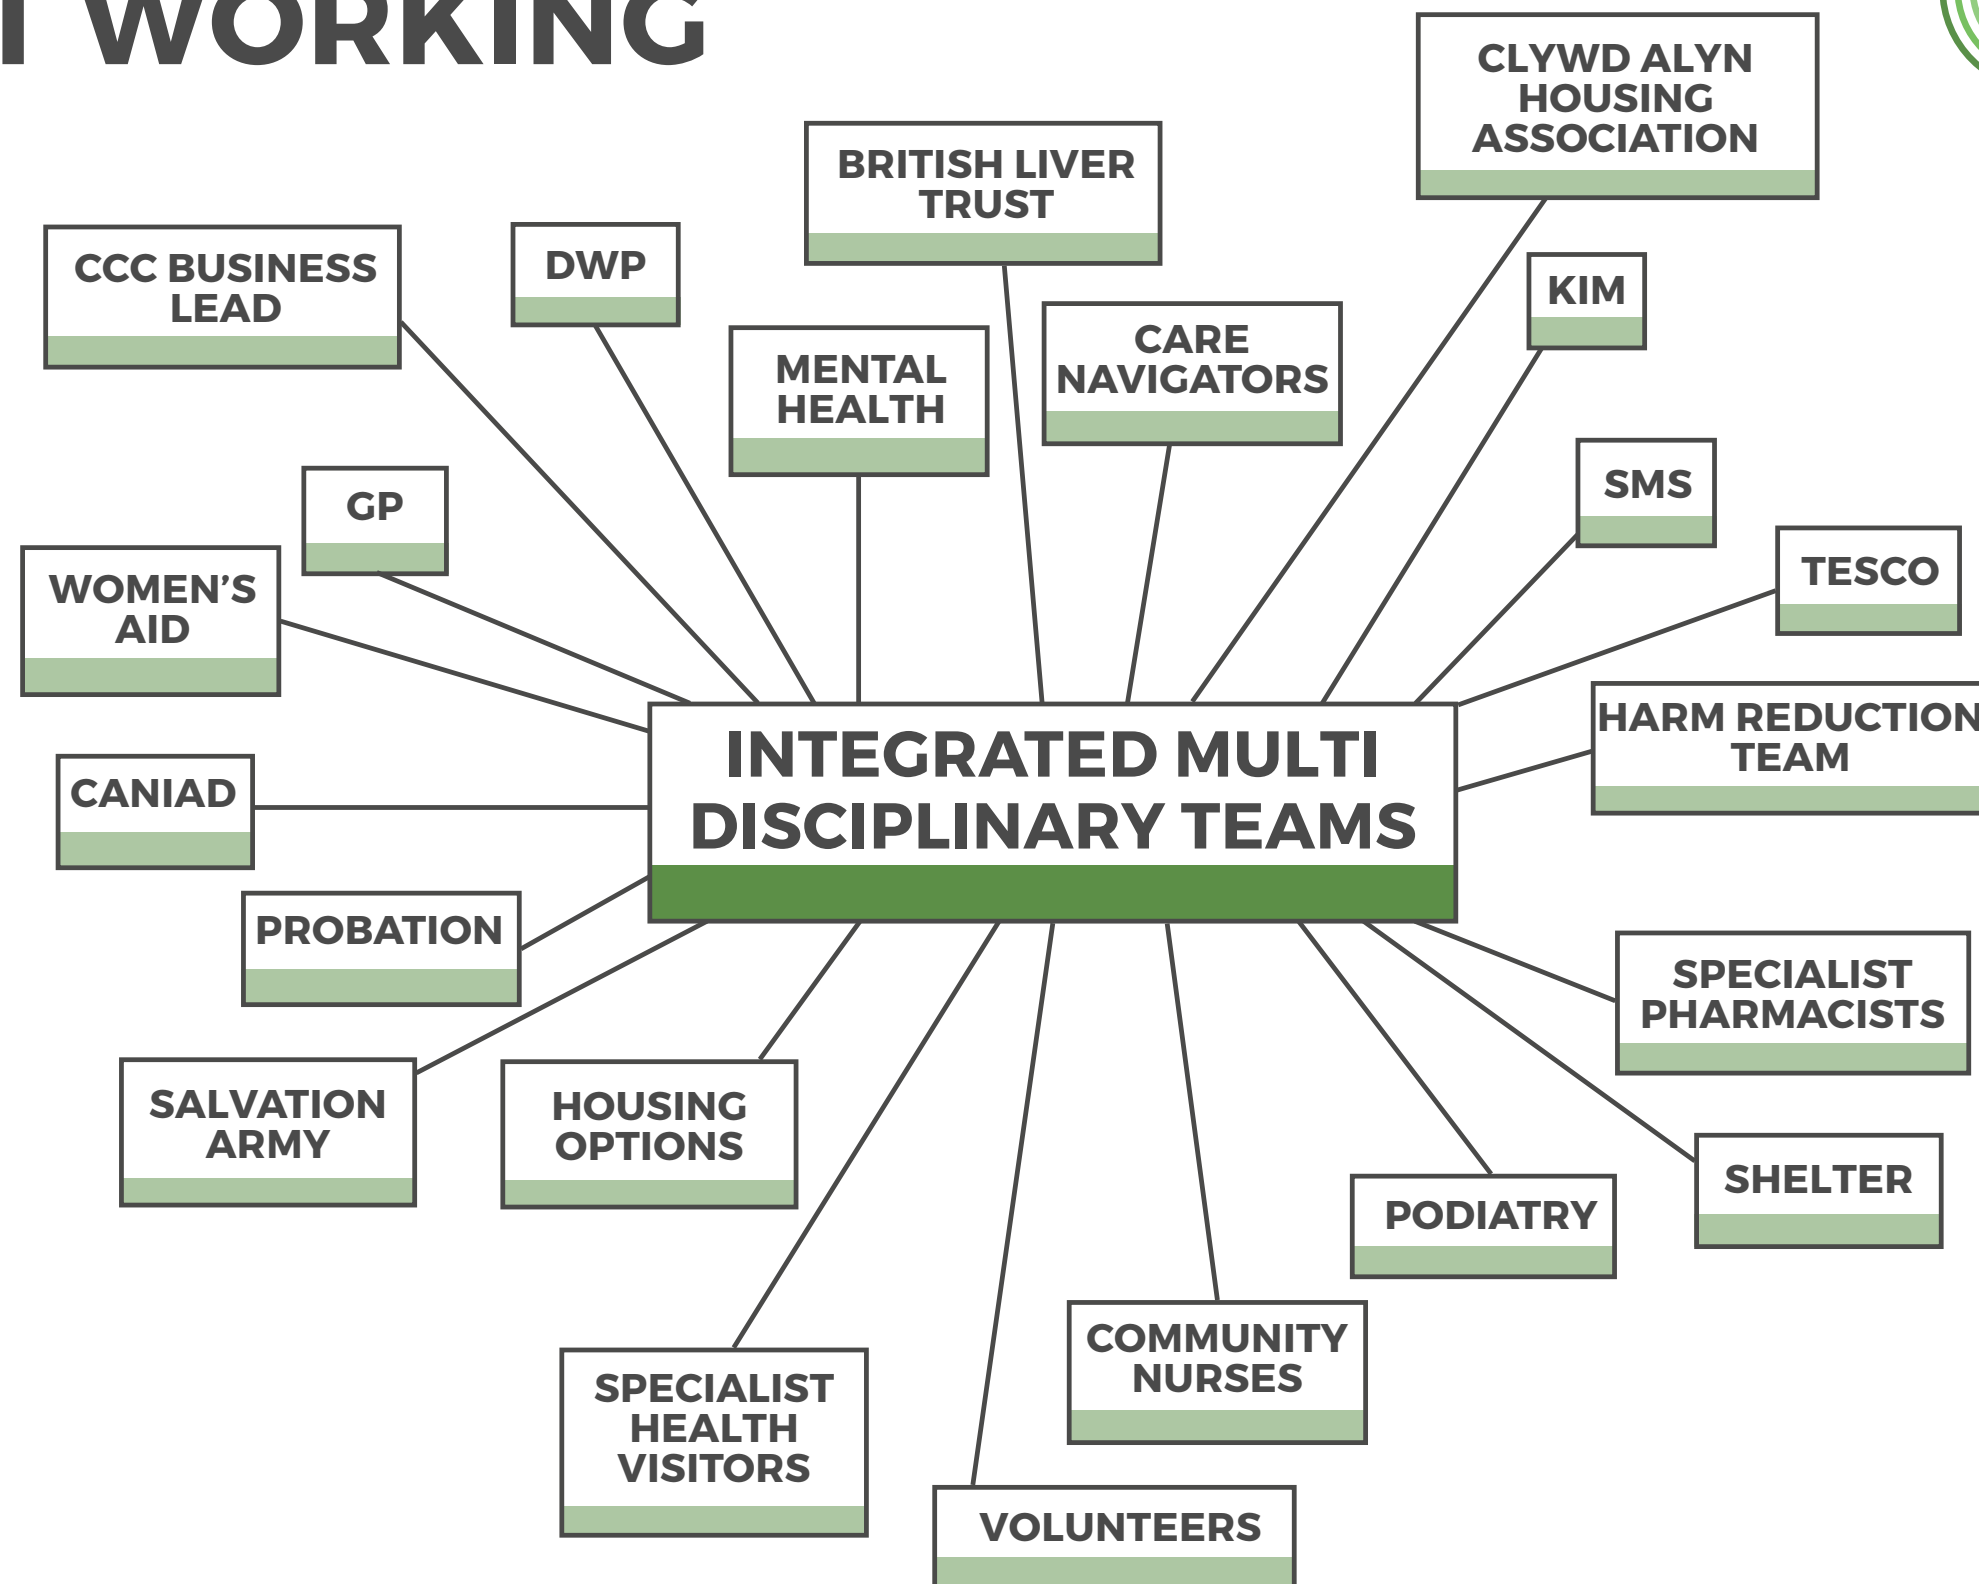 WORKING
CLYWD ALYN
HOUSING
ASSOCIATION
BRITISH LIVER
TRUST
CCC BUSINESS
LEAD
DWP
KIM
MENTAL
HEALTH
CARE
NAVIGATORS
GP
SMS
WOMEN’S
AID
TESCO
HARM REDUCTION
TEAM
INTEGRATED MULTI
DISCIPLINARY TEAMS
CANIAD
PROBATION
SPECIALIST
PHARMACISTS
SALVATION
ARMY
HOUSING
OPTIONS
SHELTER
PODIATRY
COMMUNITY
NURSES
SPECIALIST
HEALTH
VISITORS
VOLUNTEERS